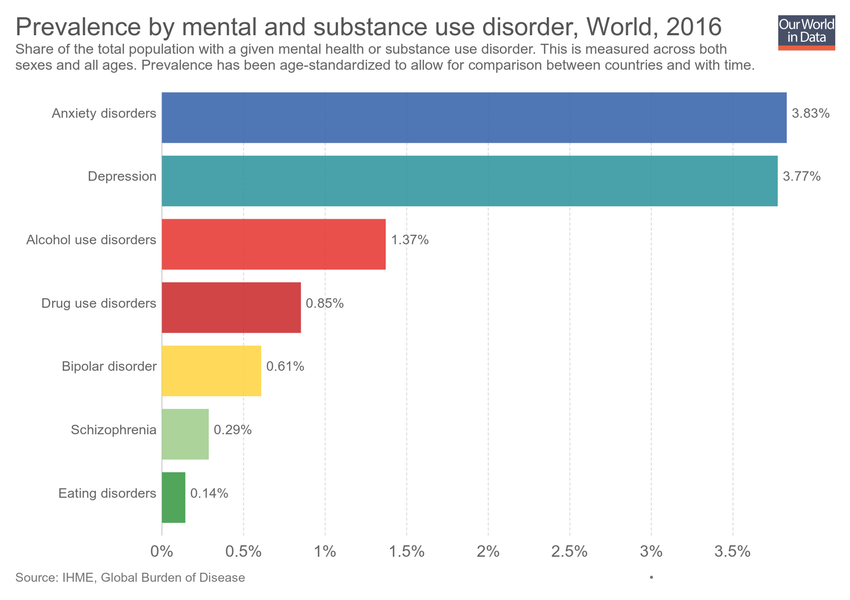 Prevalence by mental and substance use disorder, World, 2016
Our World
in Data
Share of the total population with a given mental health or substance use disorder. This is measured across both
sexes and all ages. Prevalence has been age-standardized to allow for comparison between countries and with time.
Anxiety disorders 3.83%
Depression 3.77%
Alcohol use disorders 1.37%
Drug use disorders 0.85%
Bipolar disorder 0.61%
Schizophrenia 0.29%
Eating disorders 0.14%
0% 0.5% 1% 1.5% 2% 2.5% 3% 3.5%
Source: IHME, Global Burden of Disease